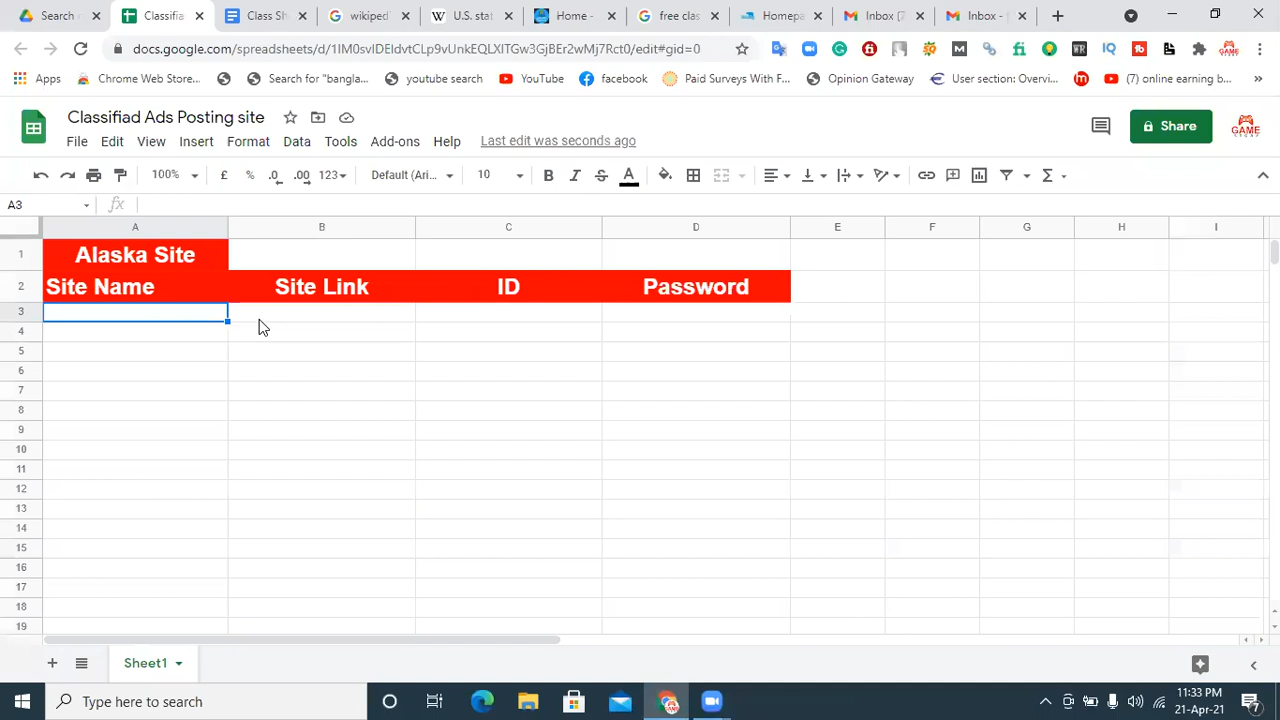 Search
Classifia
Class Sh
wikiped
U.S. sta
Home -
free clas
Homepa
Inbox (7
Inbox -
docs.google.com/spreadsheets/d/1IM0svIDEIdvtCLp9vUnkEQLXITGw3GjBEr2wMj7Rct0/edit#gid=0
Apps
Chrome Web Store...
Search for "bangla...
youtube search
YouTube
facebook
Paid Surveys With F...
Opinion Gateway
User section: Overvi...
(7) online earning b...
Classifiad Ads Posting site
File Edit View Insert Format Data Tools Add-ons Help Last edit was seconds ago
Share
GAME
100% £ % .0 .00 123 Default (Ari... 10 B I S A
A3 fx
A B C D E F G H I
1 Alaska Site
2 Site Name Site Link ID Password
3
4
5
6
7
8
9
10
11
12
13
14
15
16
17
18
19
Sheet1
Type here to search
11:33 PM
21-Apr-21
7